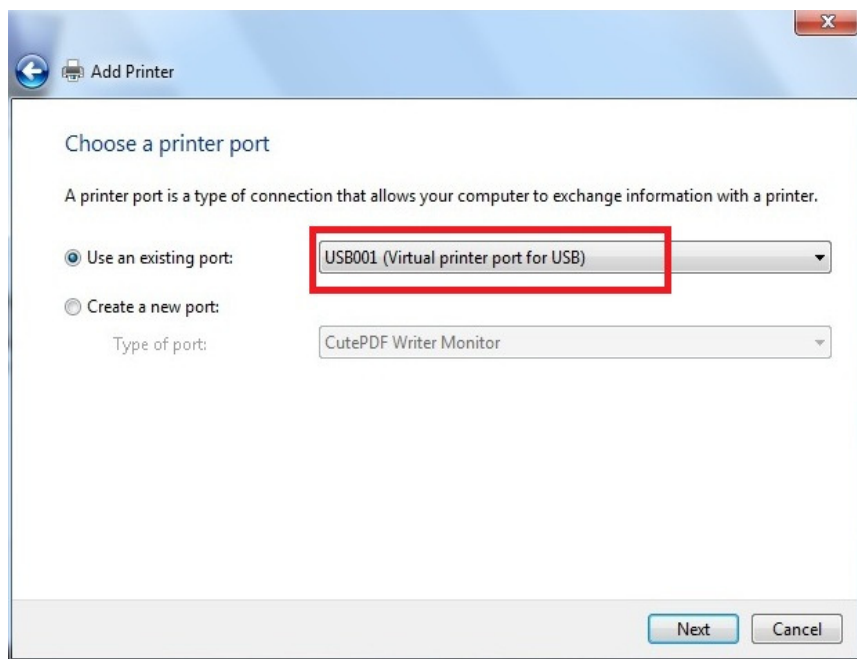 Add Printer
Choose a printer port
A printer port is a type of connection that allows your computer to exchange information with a printer.
Use an existing port: USB001 (Virtual printer port for USB)
Create a new port:
Type of port: CutePDF Writer Monitor
Next Cancel